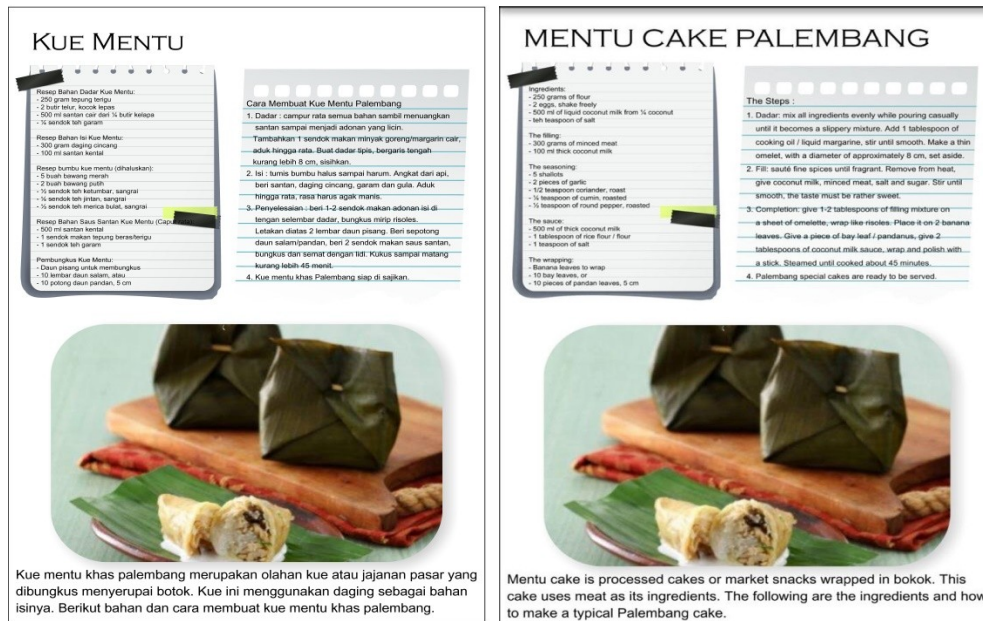 KUE MENTU
Resep Bahan Dadar Kue Mentu:
- 250 gram tepung terigu
- 2 butir telur, kocok lepas
- 500 ml santan cair dari ¼ butir kelapa
- ½ sendok teh garam
Resep Bahan Isi Kue Mentu:
- 300 gram daging cincang
- 100 ml santan kental
Resep bumbu kue mentu (dihaluskan):
- 5 buah bawang merah
- 2 buah bawang putih
- ½ sendok teh ketumbar, sangrai
- ¼ sendok teh jintan, sangrai
- ½ sendok teh merica bulat, sangrai
Resep Bahan Saus Santan Kue Mentu
- 500 ml santan kental
- 1 sendok makan tepung beras/terigu
- 1 sendok teh garam
Pembungkus Kue Mentu:
- Daun pisang untuk membungkus
- 10 lembar daun salam, atau
- 10 potong daun pandan, 5 cm
Cara Membuat Kue Mentu Palembang
1. Dadar : campur rata semua bahan sambil menuangkan
santan sampai menjadi adonan yang licin.
Tambahkan 1 sendok makan minyak goreng/margarin cair,
aduk hingga rata. Buat dadar tipis, bergaris tengah
kurang lebih 8 cm, sisihkan.
2. Isi : tumis bumbu halus sampai harum. Angkat dari api,
beri santan, daging cincang, garam dan gula. Aduk
hingga rata, rasa harus agak manis.
3. Penyelesaian : beri 1-2 sendok makan adonan isi di
tengan selembar dadar, bungkus mirip risoles.
Letakan diatas 2 lembar daun pisang. Beri sepotong
daun salam/pandan, beri 2 sendok makan saus santan,
bungkus dan semat dengan lidi. Kukus sampai matang
kurang lebih 45 menit.
4. Kue mentu khas Palembang siap di sajikan.
Kue mentu khas palembang merupakan olahan kue atau jajanan pasar yang
dibungkus menyerupai botok. Kue ini menggunakan daging sebagai bahan
isinya. Berikut bahan dan cara membuat kue mentu khas palembang.
MENTU CAKE PALEMBANG
Ingredients:
- 250 grams of flour
- 2 eggs, shake freely
- 500 ml of liquid coconut milk from ¼ coconut
- teh teaspoon of salt
The filling:
- 300 grams of minced meat
- 100 ml thick coconut milk
The seasoning:
- 5 shallots
- 2 pieces of garlic
- 1/2 teaspoon coriander, roast
- ¼ teaspoon of cumin, roasted
- ½ teaspoon of round pepper, roasted
The sauce:
- 500 ml of thick coconut milk
- 1 tablespoon of rice flour / flour
- 1 teaspoon of salt
The wrapping:
- Banana leaves to wrap
- 10 bay leaves, or
- 10 pieces of pandan leaves, 5 cm
The Steps :
1. Dadar: mix all ingredients evenly while pouring casually
until it becomes a slippery mixture. Add 1 tablespoon of
cooking oil / liquid margarine, stir until smooth. Make a thin
omelet, with a diameter of approximately 8 cm, set aside.
2. Fill: sauté fine spices until fragrant. Remove from heat,
give coconut milk, minced meat, salt and sugar. Stir until
smooth, the taste must be rather sweet.
3. Completion: give 1-2 tablespoons of filling mixture on
a sheet of omelette, wrap like risoles. Place it on 2 banana
leaves. Give a piece of bay leaf / pandanus, give 2
tablespoons of coconut milk sauce, wrap and polish with
a stick. Steamed until cooked about 45 minutes.
4. Palembang special cakes are ready to be served.
Mentu cake is processed cakes or market snacks wrapped in bokok. This
cake uses meat as its ingredients. The following are the ingredients and how
to make a typical Palembang cake.